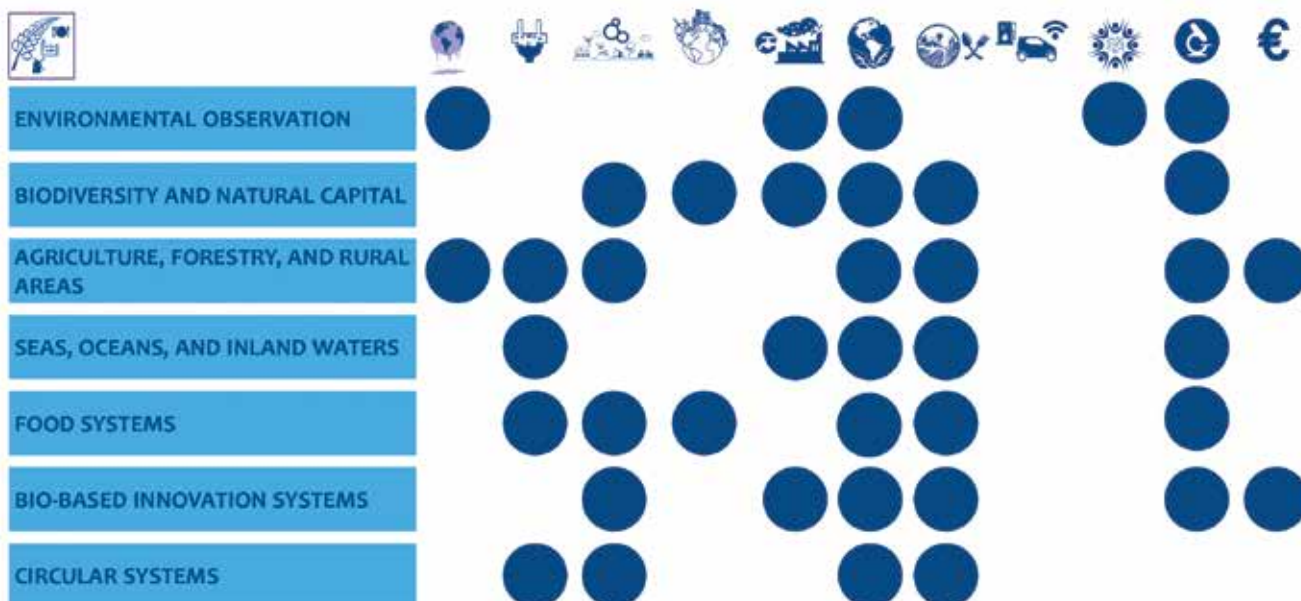 ENVIRONMENTAL OBSERVATION
BIODIVERSITY AND NATURAL CAPITAL
AGRICULTURE, FORESTRY, AND RURAL
AREAS
SEAS, OCEANS, AND INLAND WATERS
FOOD SYSTEMS
BIO-BASED INNOVATION SYSTEMS
CIRCULAR SYSTEMS